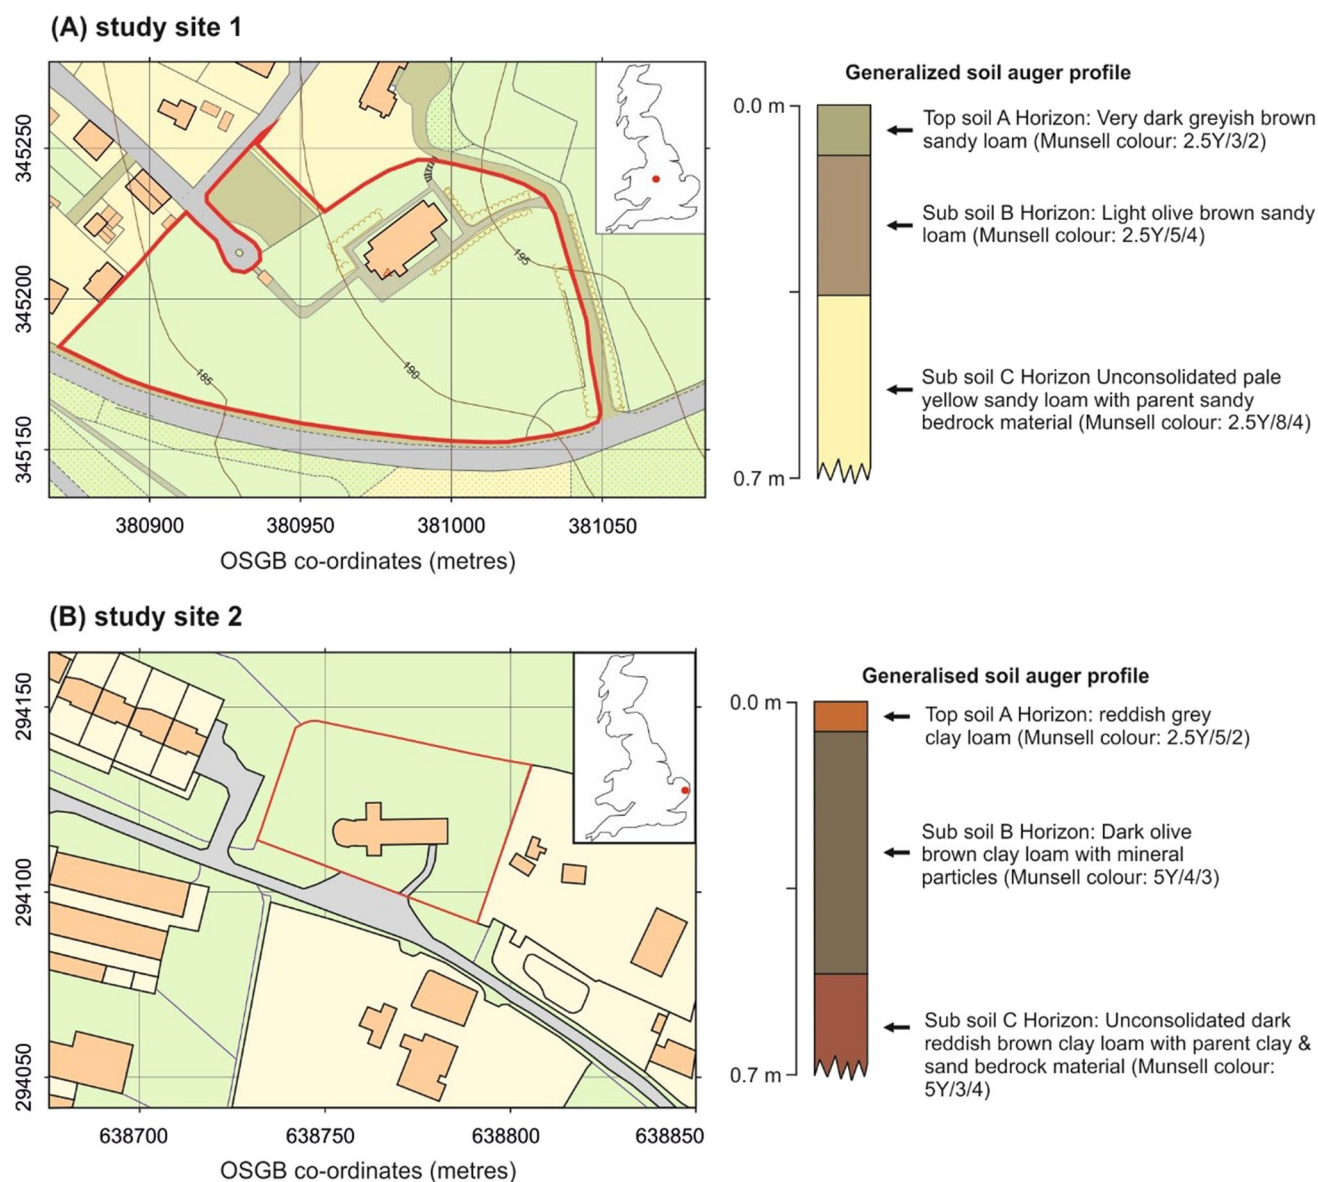 (A) study site 1
345250
345200
345150
185
190
195
380900
380950
381000
381050
OSGB co-ordinates (metres)
Generalized soil auger profile
0.0 m
0.7 m
Top soil A Horizon: Very dark greyish brown
sandy loam (Munsell colour: 2.5Y/3/2)
Sub soil B Horizon: Light olive brown sandy
loam (Munsell colour: 2.5Y/5/4)
Sub soil C Horizon Unconsolidated pale
yellow sandy loam with parent sandy
bedrock material (Munsell colour: 2.5Y/8/4)
(B) study site 2
294150
294100
294050
638700
638750
638800
638850
OSGB co-ordinates (metres)
Generalised soil auger profile
0.0 m
0.7 m
Top soil A Horizon: reddish grey
clay loam (Munsell colour: 2.5Y/5/2)
Sub soil B Horizon: Dark olive
brown clay loam with mineral
particles (Munsell colour: 5Y/4/3)
Sub soil C Horizon: Unconsolidated dark
reddish brown clay loam with parent clay &
sand bedrock material (Munsell colour:
5Y/3/4)